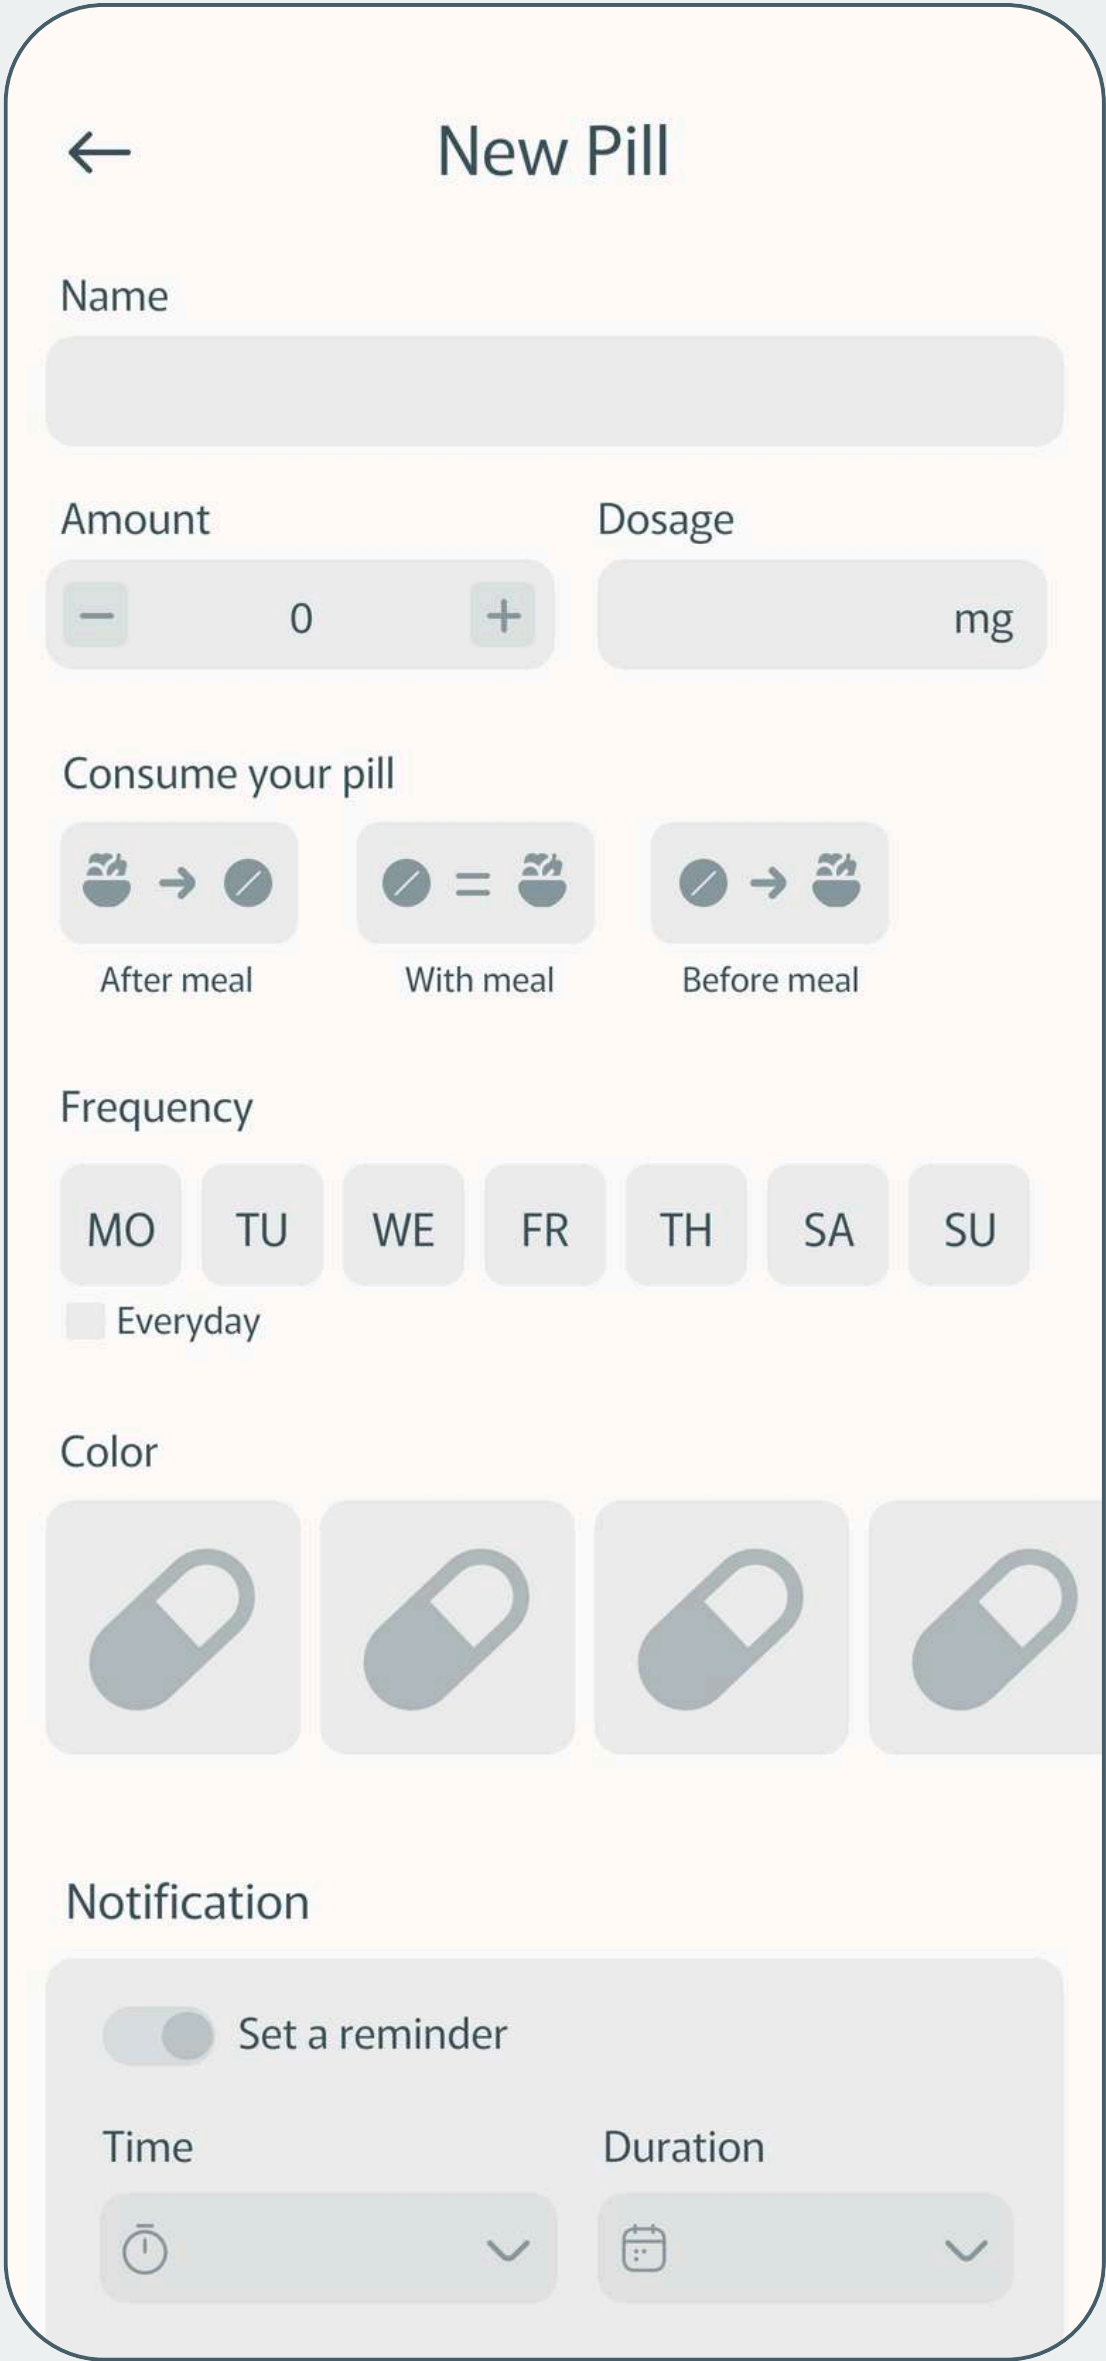 New Pill
Name
Amount
Dosage
0
mg
Consume your pill
After meal
With meal
Before meal
Frequency
MO TU WE FR TH SA SU
Everyday
Color
Notification
Set a reminder
Time
Duration